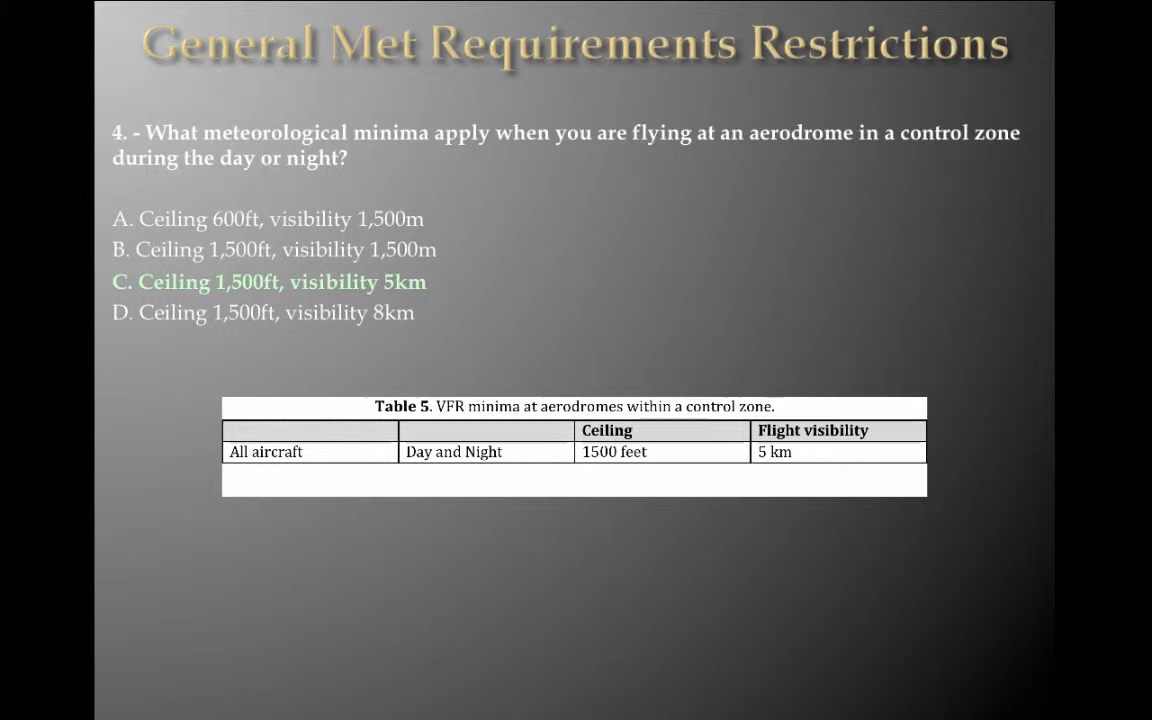 General Met Requirements Restrictions
4. - What meteorological minima apply when you are flying at an aerodrome in a control zone
during the day or night?
A. Ceiling 600ft, visibility 1,500m
B. Ceiling 1,500ft, visibility 1,500m
C. Ceiling 1,500ft, visibility 5km
D. Ceiling 1,500ft, visibility 8km
Table 5. VFR minima at aerodromes within a control zone.
Ceiling Flight visibility
All aircraft Day and Night 1500 feet 5 km